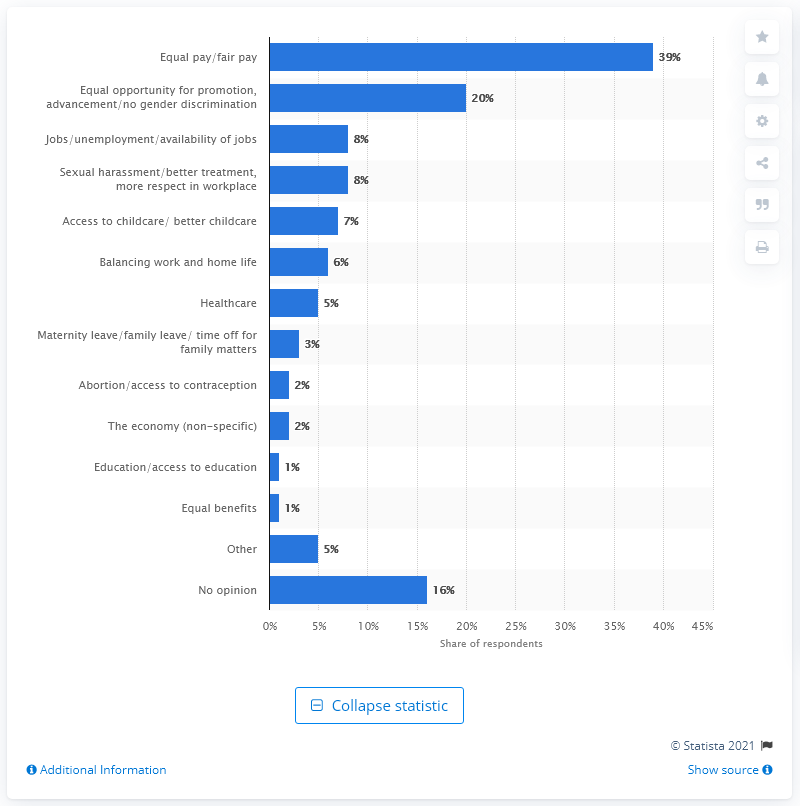 Equal pay/fair pay
39%
Equal opportunity for promotion,
advancement/no gender discrimination
20%
Jobs/unemployment/availability of jobs
8%
Sexual harassment/better treatment,
more respect in workplace
8%
Access to childcare/ better childcare
7%
Balancing work and home life
6%
Healthcare
5%
Maternity leave/family leave/ time off for
family matters
3%
Abortion/access to contraception
2%
The economy (non-specific)
2%
Education/access to education
1%
Equal benefits
1%
Other
5%
No opinion
16%
0% 5% 10% 15% 20% 25% 30% 35% 40% 45%
Share of respondents
Collapse statistic
© Statista 2021
Additional Information
Show source